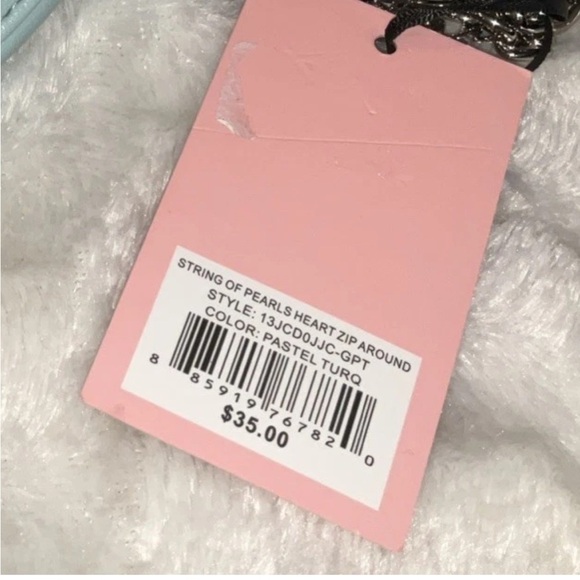 STRING OF PEARLS HEART ZIP AROUND
STYLE: 13JCD0JJC-GPT
COLOR: PASTEL TURQ
8 85919 76782 0
$35.00